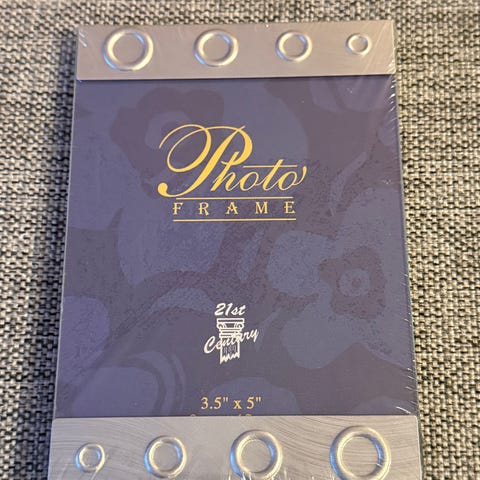 Photo
FRAME
21st
Century
3.5" x 5"